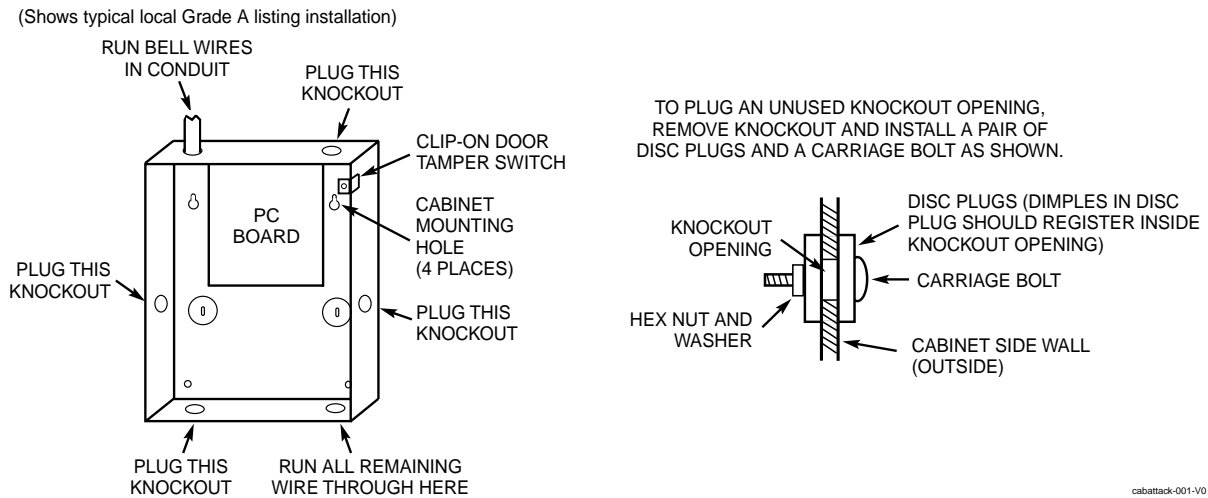 (Shows typical local Grade A listing installation)
RUN BELL WIRES
IN CONDUIT
PLUG THIS
KNOCKOUT
CLIP-ON DOOR
TAMPER SWITCH
CABINET
MOUNTING
HOLE
(4 PLACES)
PC
BOARD
PLUG THIS
KNOCKOUT
PLUG THIS
KNOCKOUT
PLUG THIS
KNOCKOUT
RUN ALL REMAINING
WIRE THROUGH HERE
TO PLUG AN UNUSED KNOCKOUT OPENING,
REMOVE KNOCKOUT AND INSTALL A PAIR OF
DISC PLUGS AND A CARRIAGE BOLT AS SHOWN.
KNOCKOUT
OPENING
DISC PLUGS (DIMPLES IN DISC
PLUG SHOULD REGISTER INSIDE
KNOCKOUT OPENING)
CARRIAGE BOLT
HEX NUT AND
WASHER
CABINET SIDE WALL
(OUTSIDE)
cabattack-001-V0